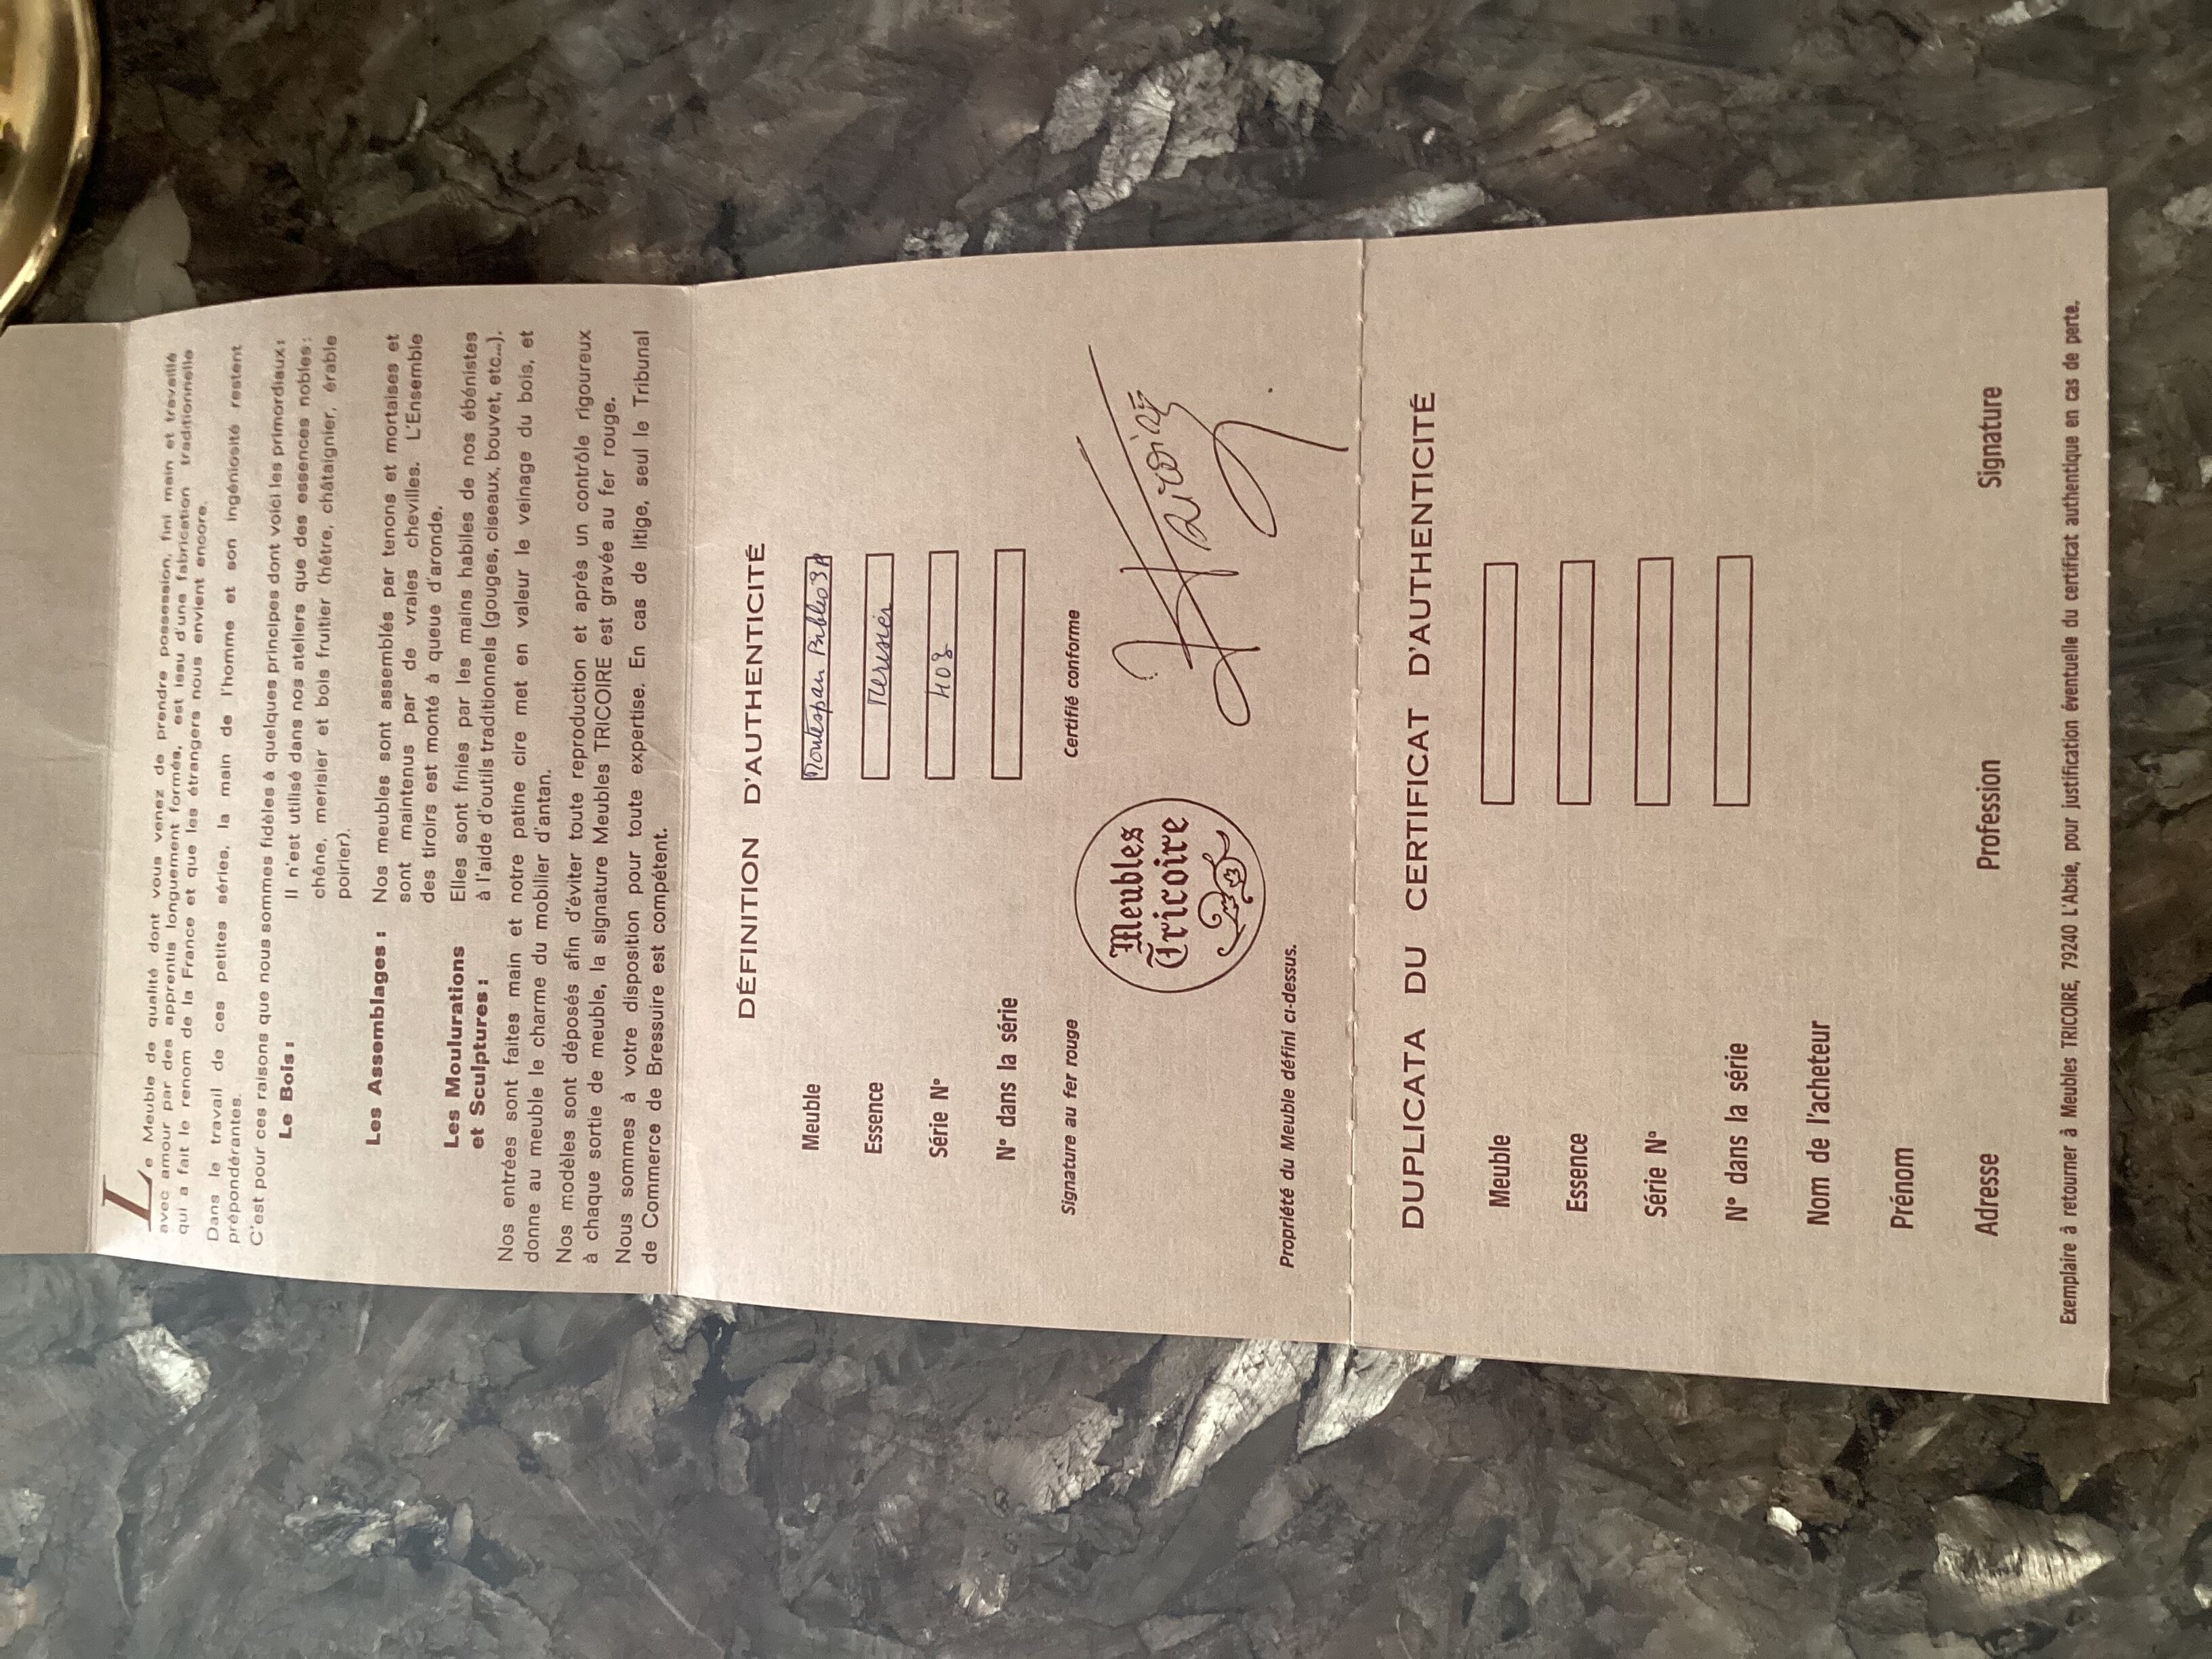 Le Meuble de qualité dont vous venez de prendre possession, fini main et travaillé
avec amour par des apprentis longuement formés, est issu d'une fabrication traditionnelle
qui a fait le renom de la France et que les étrangers nous envient encore.
Dans le travail de ces petites séries, la main de l'homme et son ingéniosité restent
prépondérantes.
C'est pour ces raisons que nous sommes fidèles à quelques principes dont voici les primordiaux :
Le Bois : Il n'est utilisé dans nos ateliers que des essences nobles :
chêne, merisier et bois fruitier (hêtre, châtaignier, érable
poirier).
Les Assemblages : Nos meubles sont assemblés par tenons et mortaises et
sont maintenus par de vraies chevilles. L'Ensemble
des tiroirs est monté à queue d'aronde.
Les Moulurations Elles sont finies par les mains habiles de nos ébénistes
et Sculptures : à l'aide d'outils traditionnels (gouges, ciseaux, bouvet, etc...).
Nos entrées sont faites main et notre patine cire met en valeur le veinage du bois, et
donne au meuble le charme du mobilier d'antan.
Nos modèles sont déposés afin d'éviter toute reproduction et après un contrôle rigoureux
à chaque sortie de meuble, la signature Meubles TRICOIRE est gravée au fer rouge.
Nous sommes à votre disposition pour toute expertise. En cas de litige, seul le Tribunal
de Commerce de Bressuire est compétent.
DÉFINITION D'AUTHENTICITÉ
Meuble Montespan Biblio 3P
Essence Merisier
Série N° 408
N° dans la série
Signature au fer rouge Certifié conforme
Meubles
Tricoire
Tricoire
Propriété du Meuble défini ci-dessus.
DUPLICATA DU CERTIFICAT D'AUTHENTICITÉ
Meuble
Essence
Série N°
N° dans la série
Nom de l'acheteur
Prénom
Adresse Profession Signature
Exemplaire à retourner à Meubles TRICOIRE, 79240 L'Absie, pour justification éventuelle du certificat authentique en cas de perte.